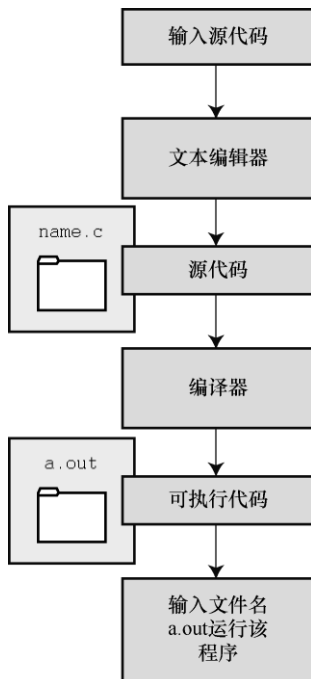 输入源代码
文本编辑器
name.c
源代码
编译器
a.out
可执行代码
输入文件名
a.out运行该
程序